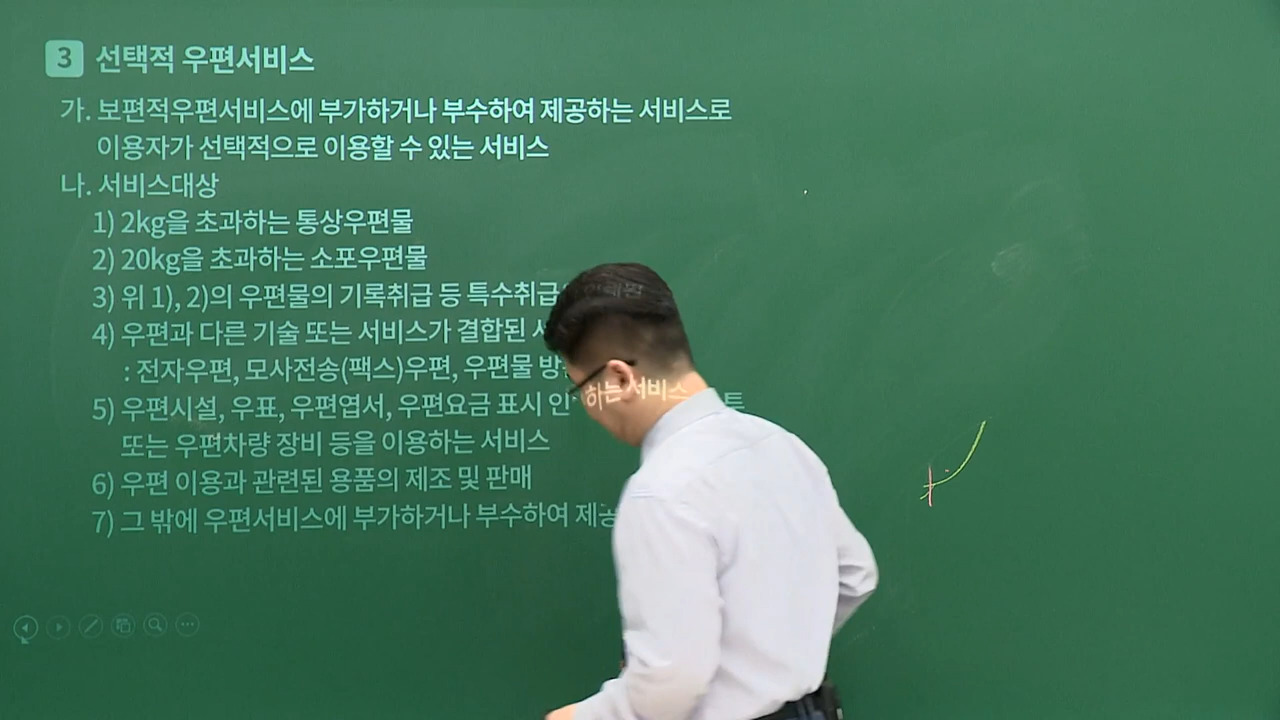 3 선택적 우편서비스
가. 보편적우편서비스에 부가하거나 부수하여 제공하는 서비스로
이용자가 선택적으로 이용할 수 있는 서비스
나. 서비스대상
1) 2kg을 초과하는 통상우편물
2) 20kg을 초과하는 소포우편물
3) 위 1), 2)의 우편물의 기록취급 등 특수취급
4) 우편과 다른 기술 또는 서비스가 결합된
: 전자우편, 모사전송(팩스)우편, 우편물
5) 우편시설, 우표, 우편엽서, 우편요금 표시 하는 서비스
또는 우편차량 장비 등을 이용하는 서비스
6) 우편 이용과 관련된 용품의 제조 및 판매
7) 그 밖에 우편서비스에 부가하거나 부수하여